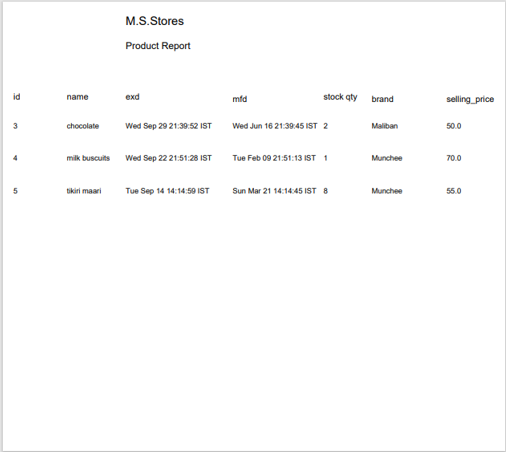 M.S.Stores
Product Report
id name exd mfd stock qty brand selling_price
3 chocolate Wed Sep 29 21:39:52 IST Wed Jun 16 21:39:45 IST 2 Maliban 50.0
4 milk buscuits Wed Sep 22 21:51:28 IST Tue Feb 09 21:51:13 IST 1 Munchee 70.0
5 tikiri maari Tue Sep 14 14:14:59 IST Sun Mar 21 14:14:45 IST 8 Munchee 55.0